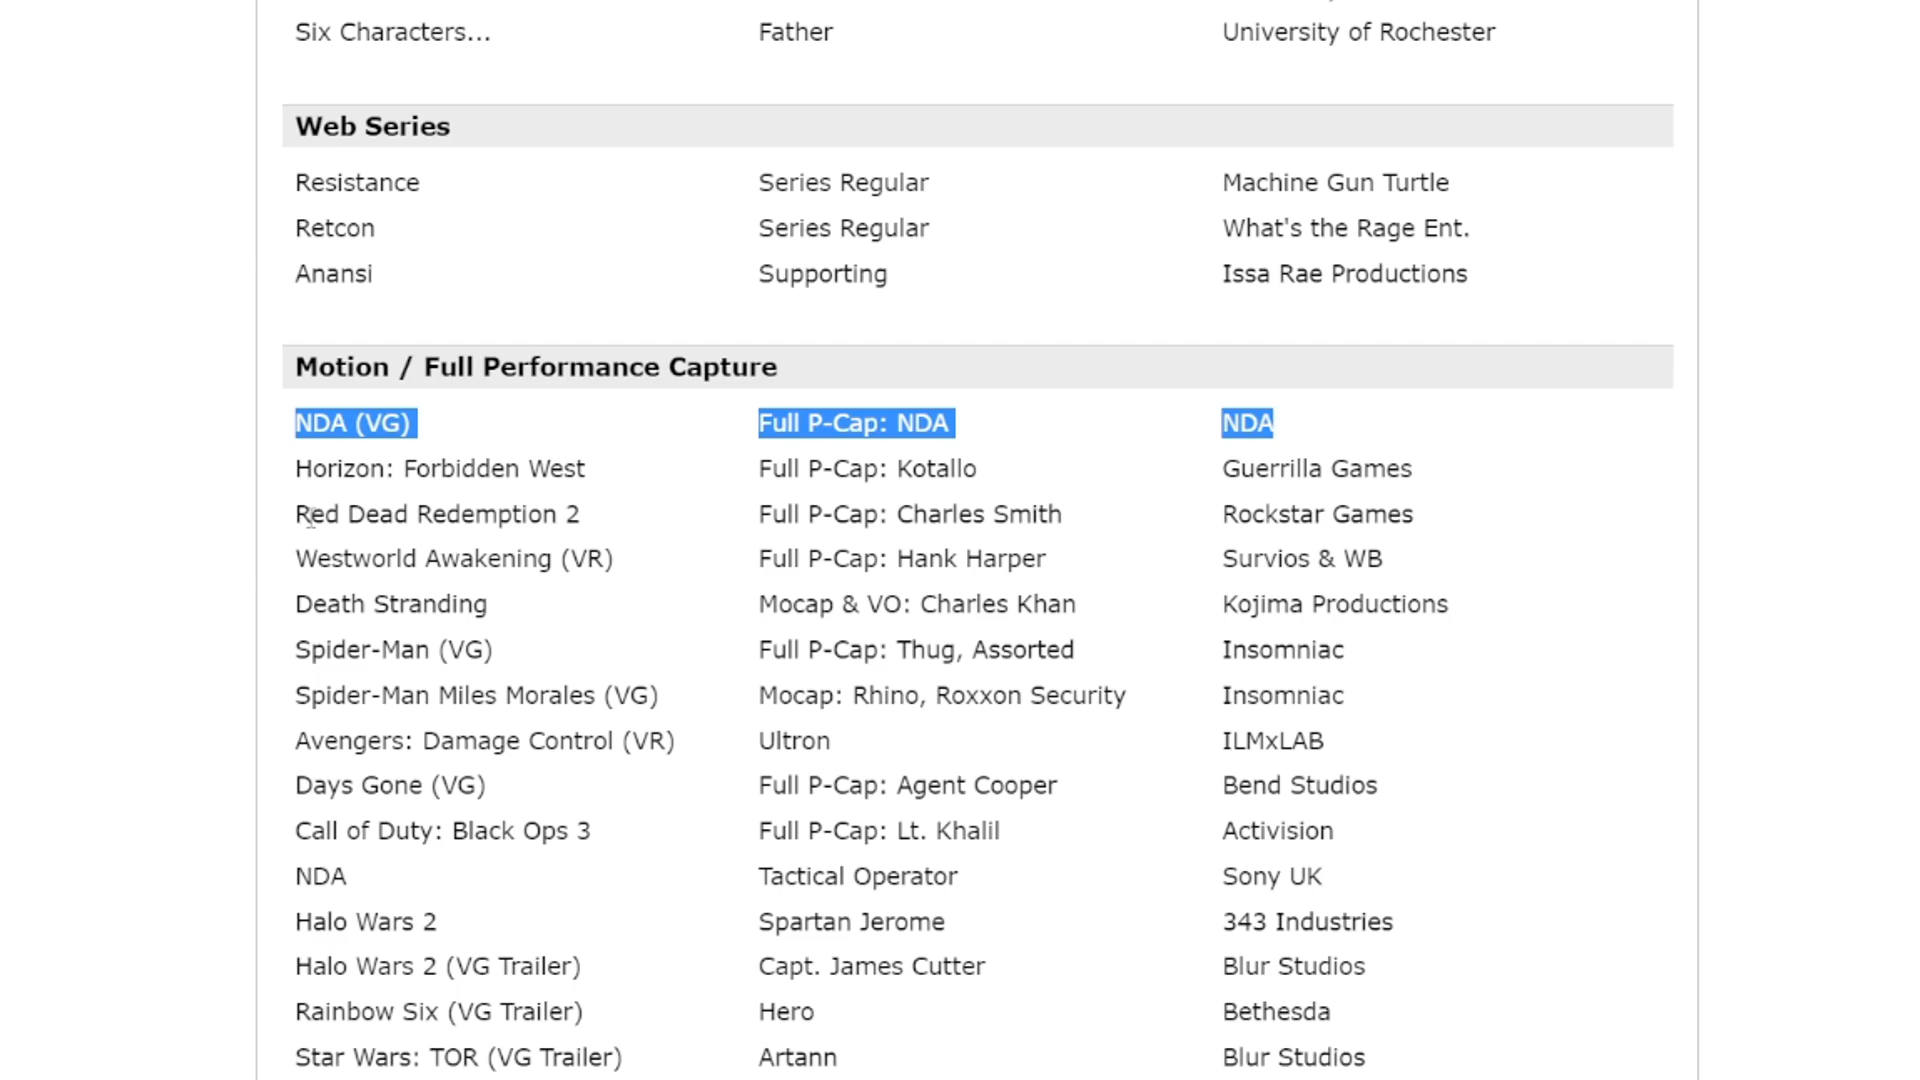 Six Characters... Father University of Rochester
Web Series
Resistance Series Regular Machine Gun Turtle
Retcon Series Regular What's the Rage Ent.
Anansi Supporting Issa Rae Productions
Motion / Full Performance Capture
NDA (VG) Full P-Cap: NDA NDA
Horizon: Forbidden West Full P-Cap: Kotallo Guerrilla Games
Red Dead Redemption 2 Full P-Cap: Charles Smith Rockstar Games
Westworld Awakening (VR) Full P-Cap: Hank Harper Survios & WB
Death Stranding Mocap & VO: Charles Khan Kojima Productions
Spider-Man (VG) Full P-Cap: Thug, Assorted Insomniac
Spider-Man Miles Morales (VG) Mocap: Rhino, Roxxon Security Insomniac
Avengers: Damage Control (VR) Ultron ILMxLAB
Days Gone (VG) Full P-Cap: Agent Cooper Bend Studios
Call of Duty: Black Ops 3 Full P-Cap: Lt. Khalil Activision
NDA Tactical Operator Sony UK
Halo Wars 2 Spartan Jerome 343 Industries
Halo Wars 2 (VG Trailer) Capt. James Cutter Blur Studios
Rainbow Six (VG Trailer) Hero Bethesda
Star Wars: TOR (VG Trailer) Artann Blur Studios